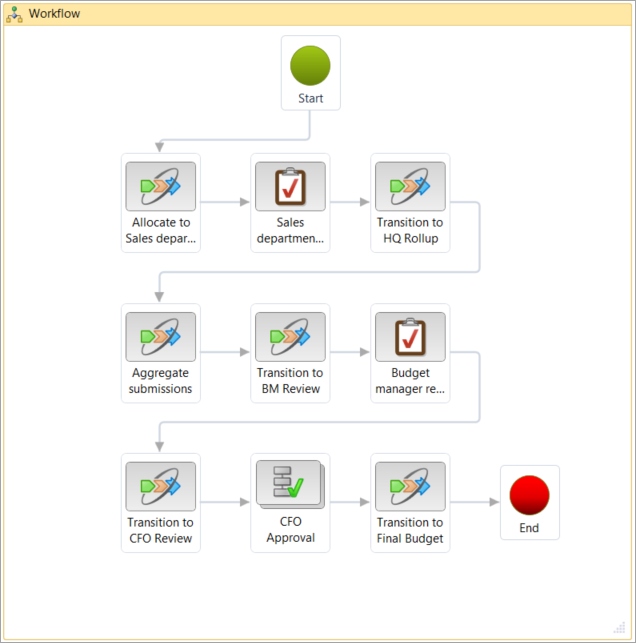 Workflow
Start
Allocate to
Sales depar...
Sales
departmen...
Transition to
HQ Rollup
Aggregate
submissions
Transition to
BM Review
Budget
manager re...
Transition to
CFO Review
CFO
Approval
Transition to
Final Budget
End